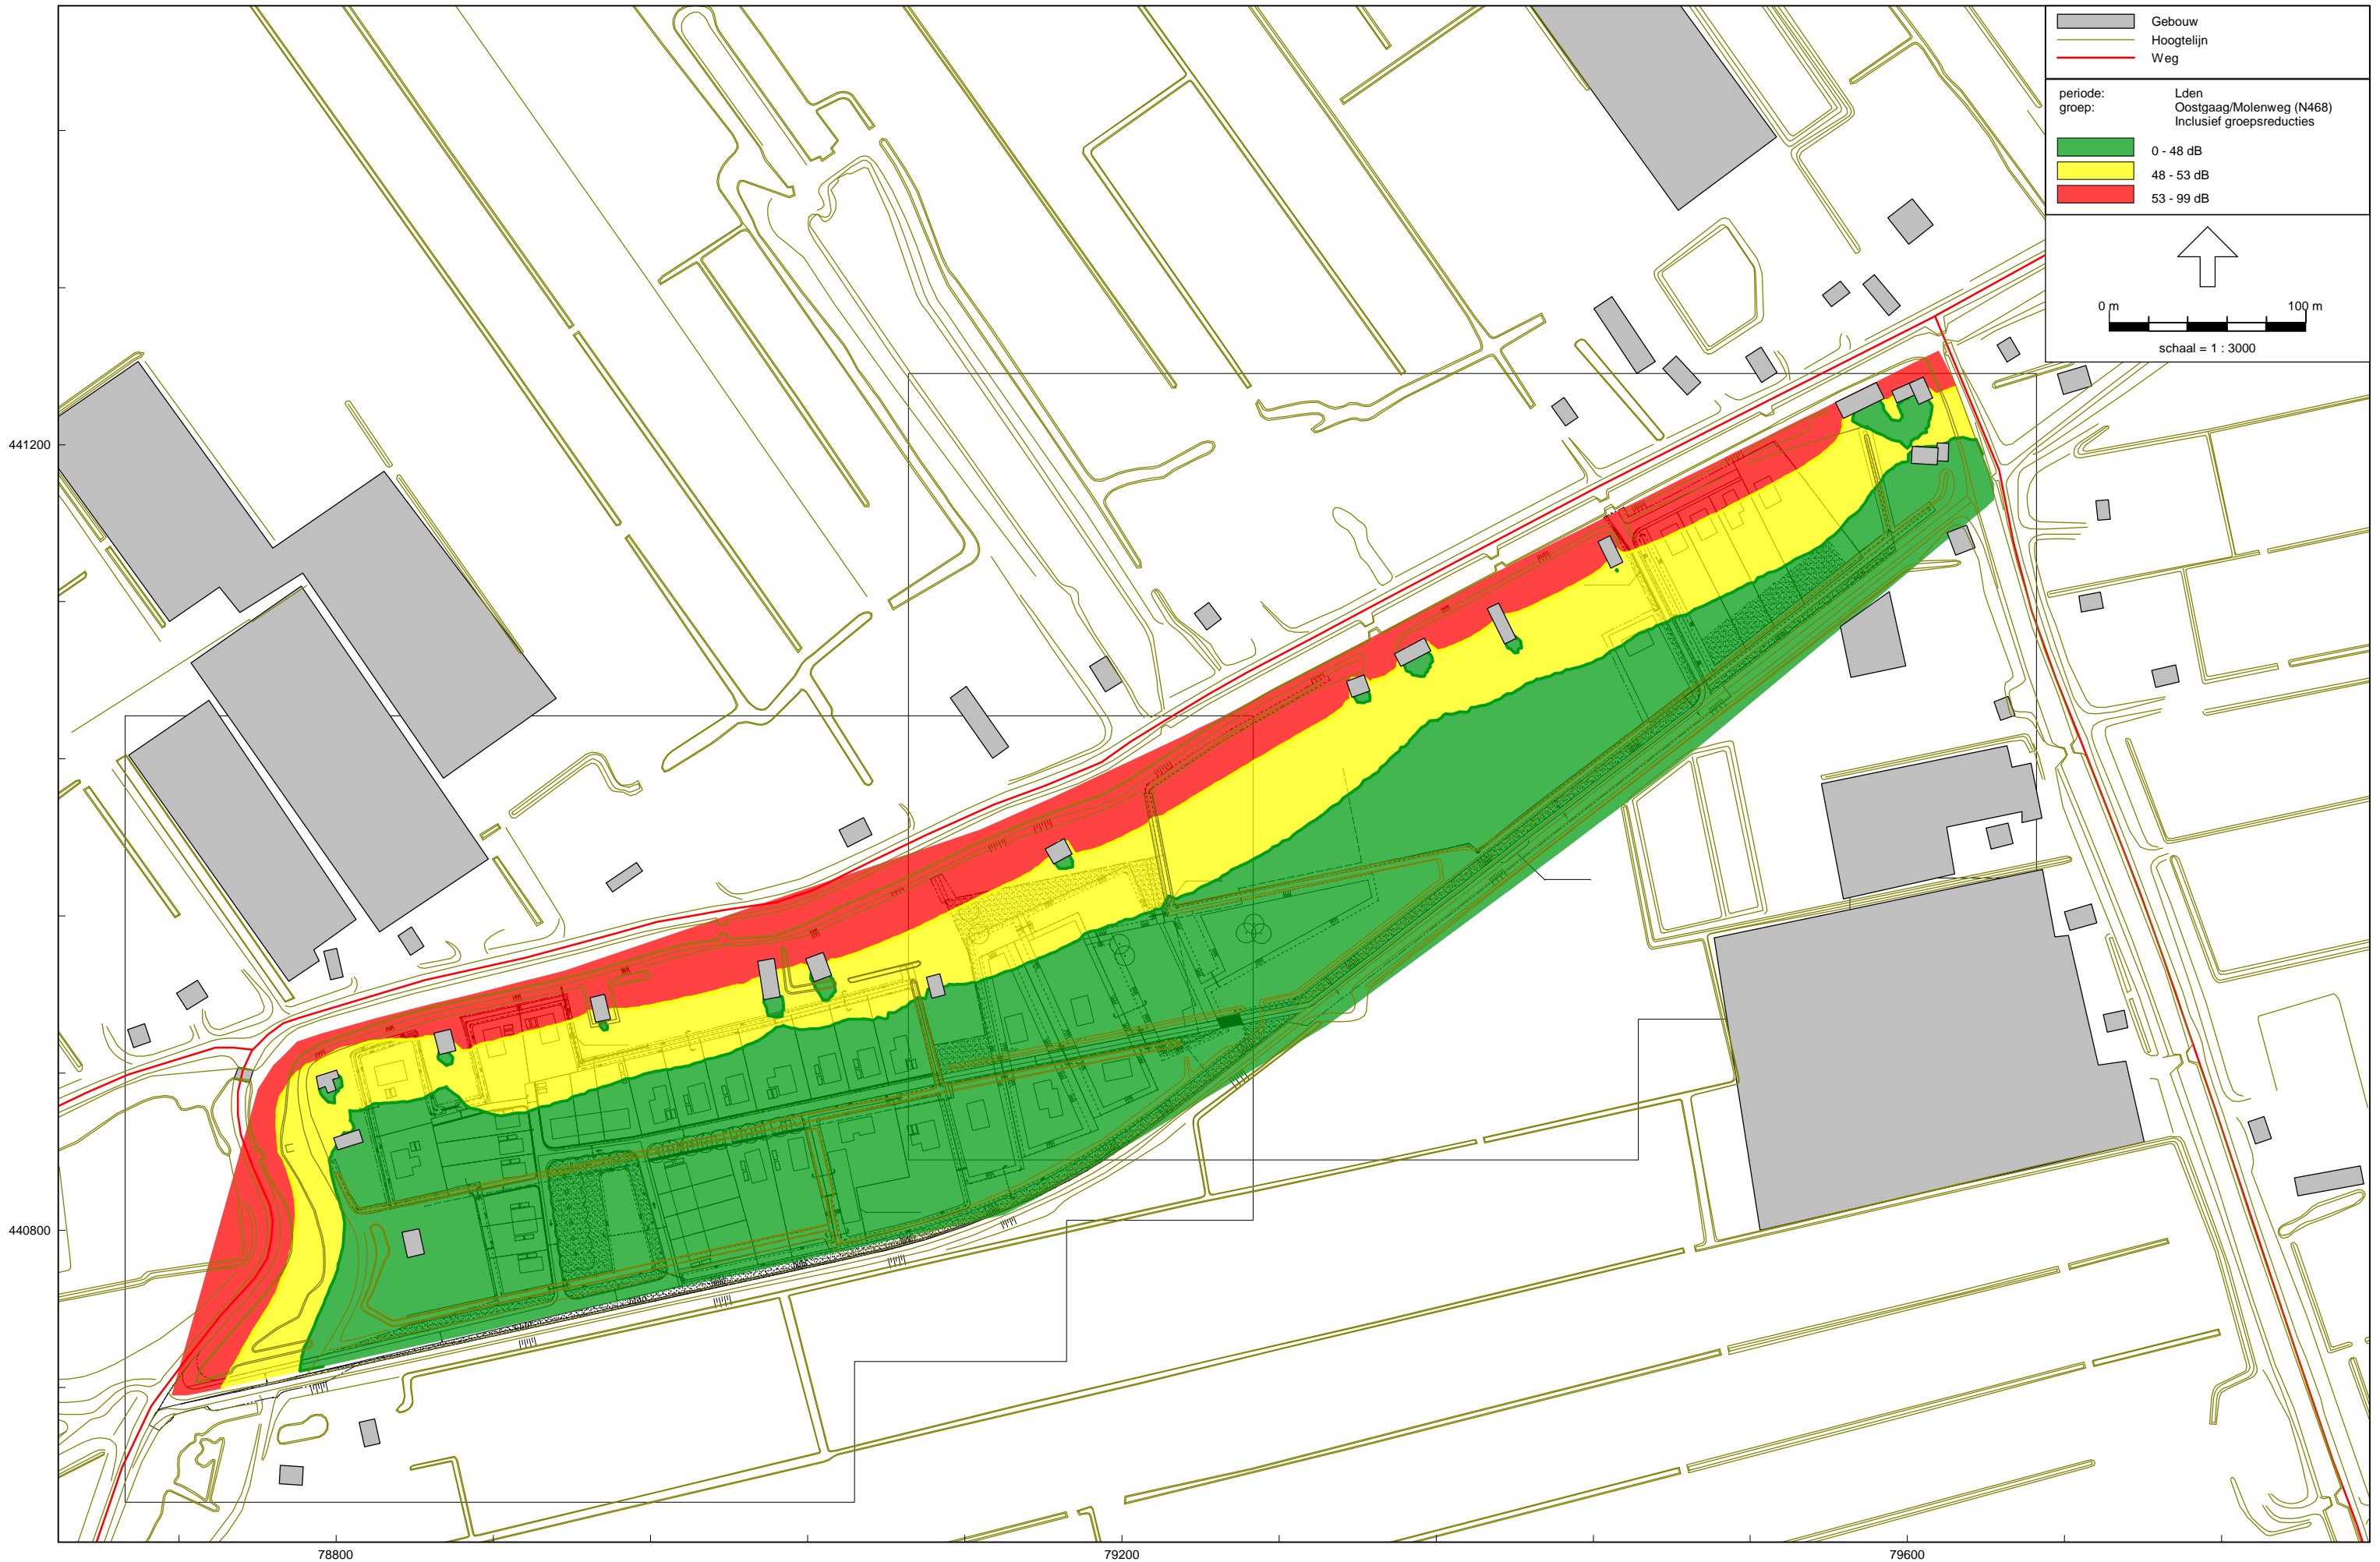 Gebouw
Hoogtelijn
Weg
periode: Lden
groep: Oostgaag/Molenweg (N468)
Inclusief groepsreducties
0 - 48 dB
48 - 53 dB
53 - 99 dB
0 m 100 m
schaal = 1 : 3000
441200
440800
78800 79200 79600